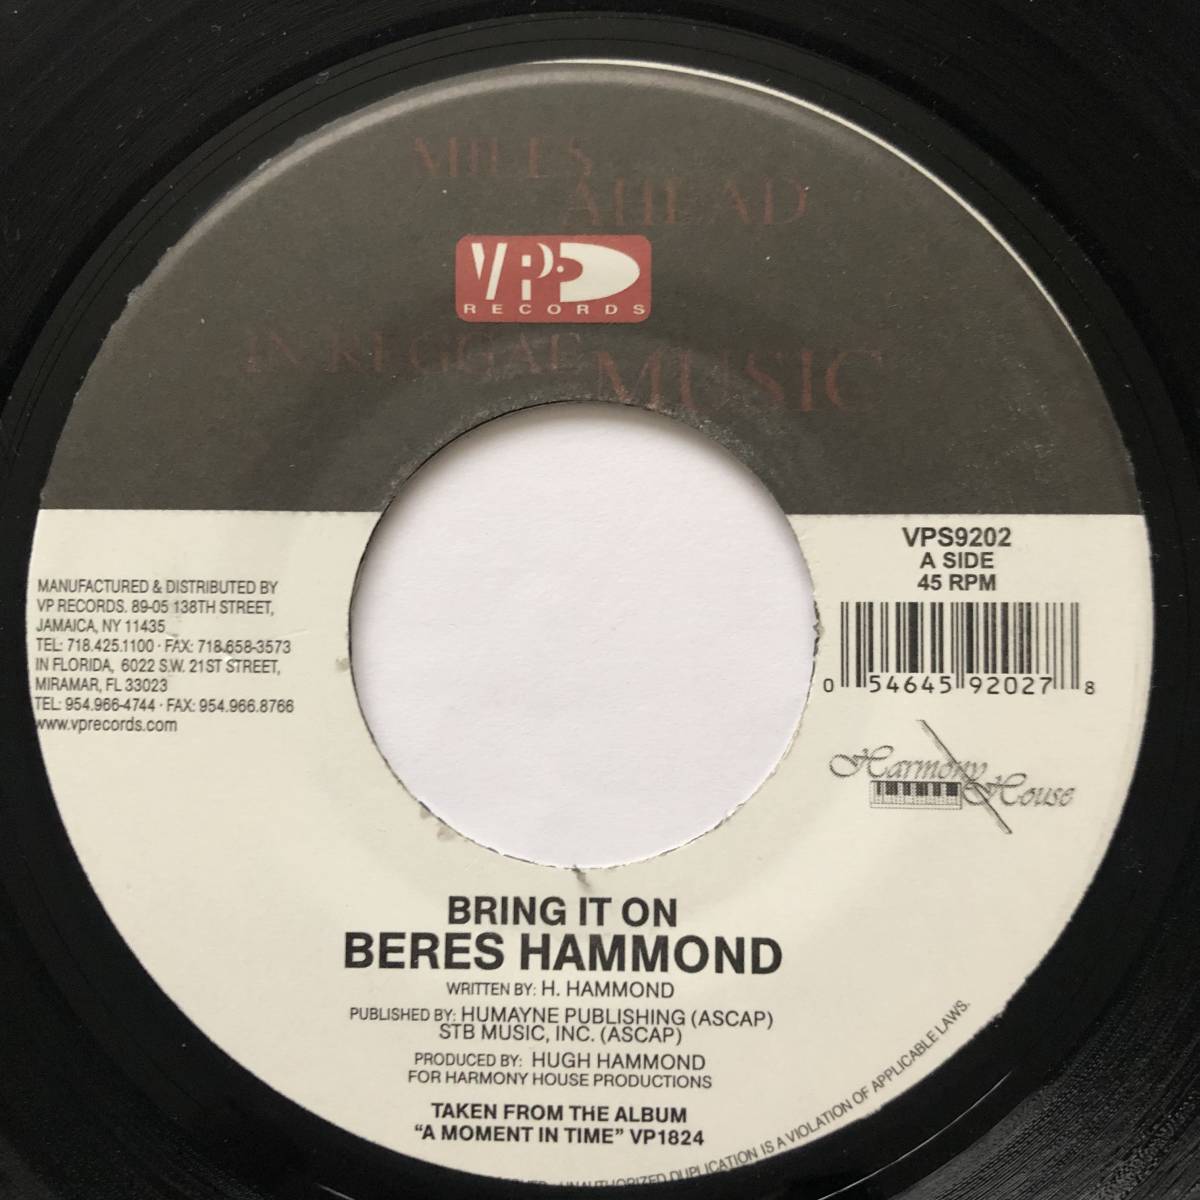 MILES
AHEAD
VP
RECORDS
IN REGGAE
MUSIC
VPS9202
A SIDE
45 RPM
0 54645 92027 8
MANUFACTURED & DISTRIBUTED BY
VP RECORDS. 89-05 138TH STREET,
JAMAICA, NY 11435
TEL: 718.425.1100 · FAX: 718.658-3573
IN FLORIDA, 6022 S.W. 21ST STREET,
MIRAMAR, FL 33023
TEL: 954.966-4744 · FAX: 954.966.8766
www.vprecords.com
Harmony
House
BRING IT ON
BERES HAMMOND
WRITTEN BY: H. HAMMOND
PUBLISHED BY: HUMAYNE PUBLISHING (ASCAP)
STB MUSIC, INC. (ASCAP)
PRODUCED BY: HUGH HAMMOND
FOR HARMONY HOUSE PRODUCTIONS
TAKEN FROM THE ALBUM
"A MOMENT IN TIME" VP1824
UNAUTHORIZED DUPLICATION IS A VIOLATION OF APPLICABLE LAWS.